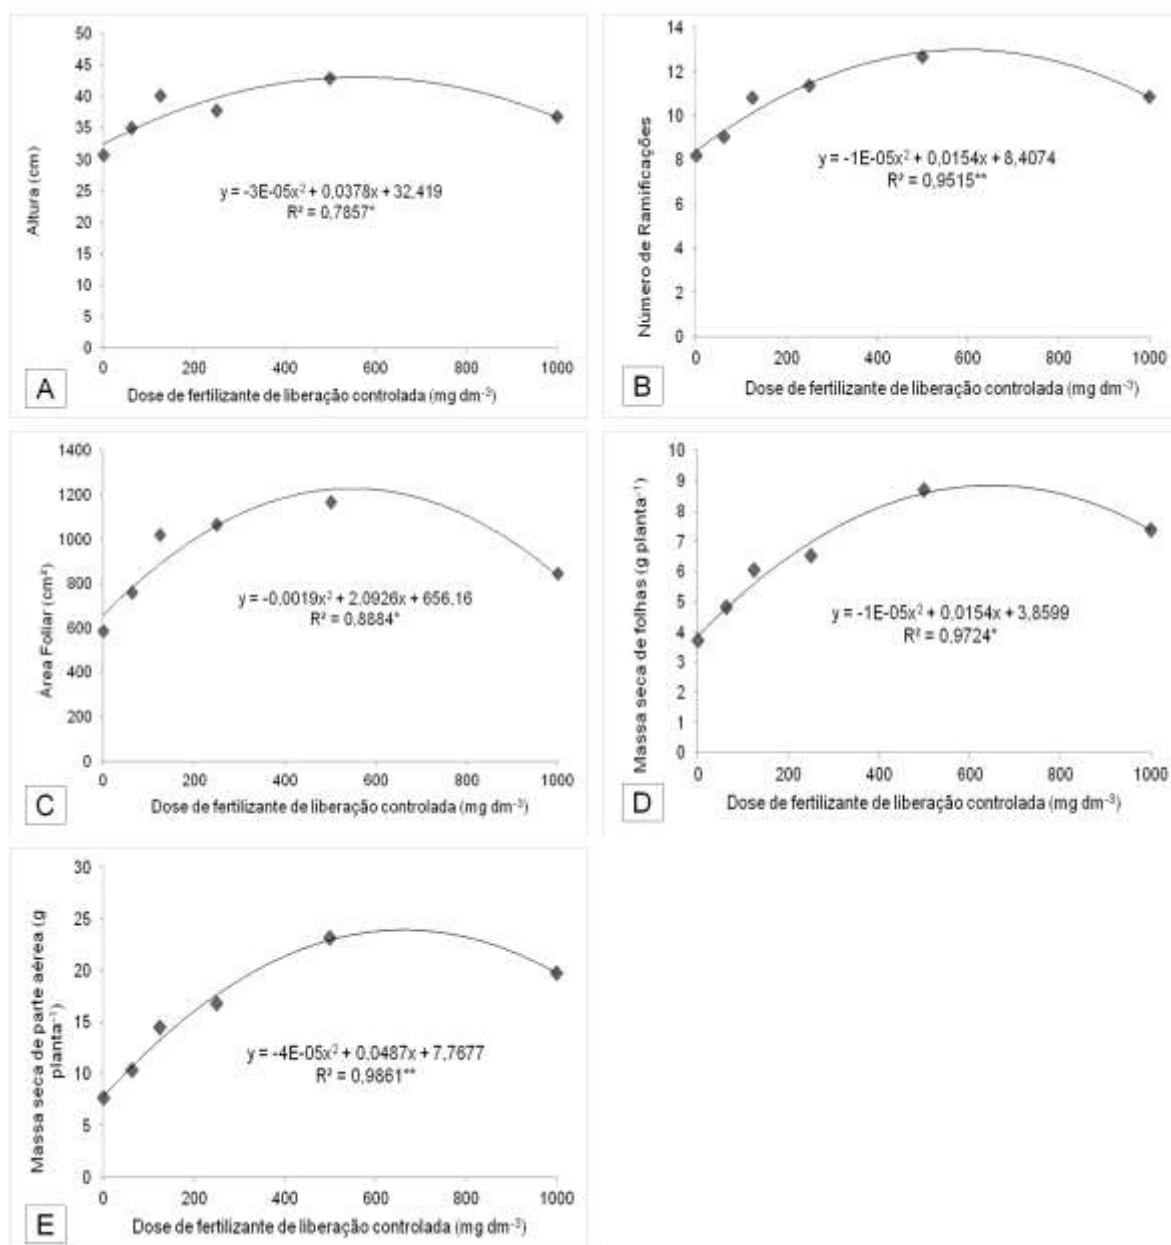 50
45
40
35
30
25
20
15
10
5
0
Altura (cm)
y = -3E-05x² + 0,0378x + 32,419
R² = 0,7857*
0 200 400 600 800 1000
Dose de fertilizante de liberação controlada (mg dm⁻³)
A
14
12
10
8
6
4
2
0
Número de Ramificações
y = -1E-05x² + 0,0154x + 8,4074
R² = 0,9515**
0 200 400 600 800 1000
Dose de fertilizante de liberação controlada (mg dm⁻³)
B
1400
1200
1000
800
600
400
200
0
Área Foliar (cm²)
y = -0,0019x² + 2,0926x + 656,16
R² = 0,8884*
0 200 400 600 800 1000
Dose de fertilizante de liberação controlada (mg dm⁻³)
C
10
9
8
7
6
5
4
3
2
1
0
Massa seca de folhas (g planta⁻¹)
y = -1E-05x² + 0,0154x + 3,8599
R² = 0,9724*
0 200 400 600 800 1000
Dose de fertilizante de liberação controlada (mg dm⁻³)
D
30
25
20
15
10
5
0
Massa seca de parte aérea (g
planta⁻¹)
y = -4E-05x² + 0,0487x + 7,7677
R² = 0,9861**
0 200 400 600 800 1000
Dose de fertilizante de liberação controlada (mg dm⁻³)
E